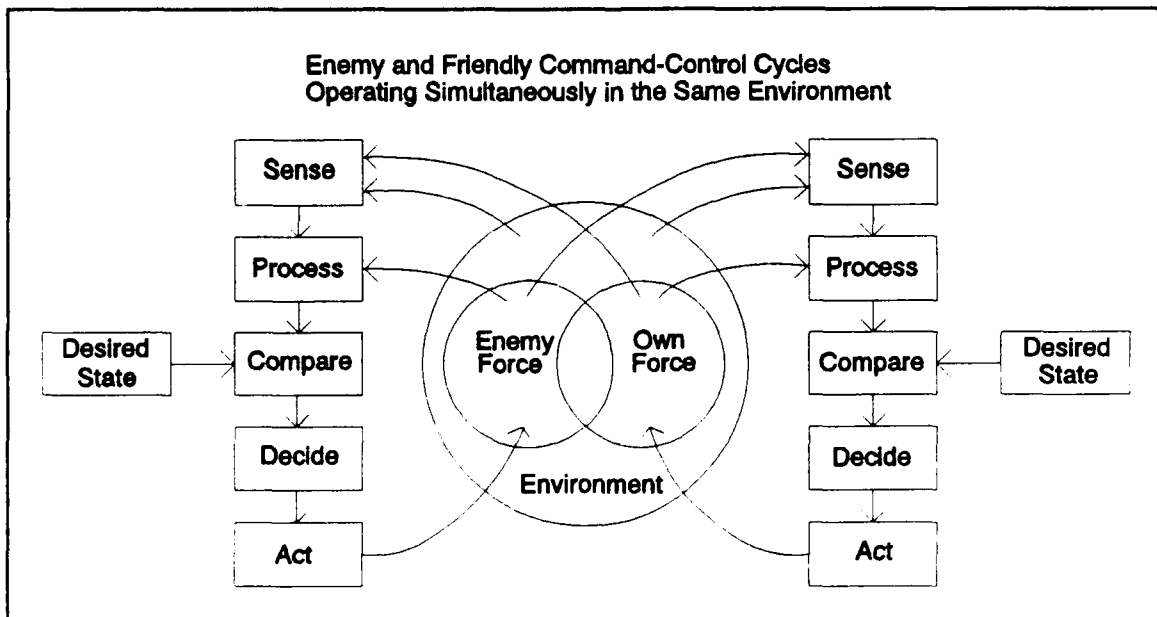 Enemy and Friendly Command-Control Cycles
Operating Simultaneously in the Same Environment
Sense
Process
Desired
State
Compare
Decide
Act
Enemy
Force
Own
Force
Environment
Sense
Process
Compare
Desired
State
Decide
Act